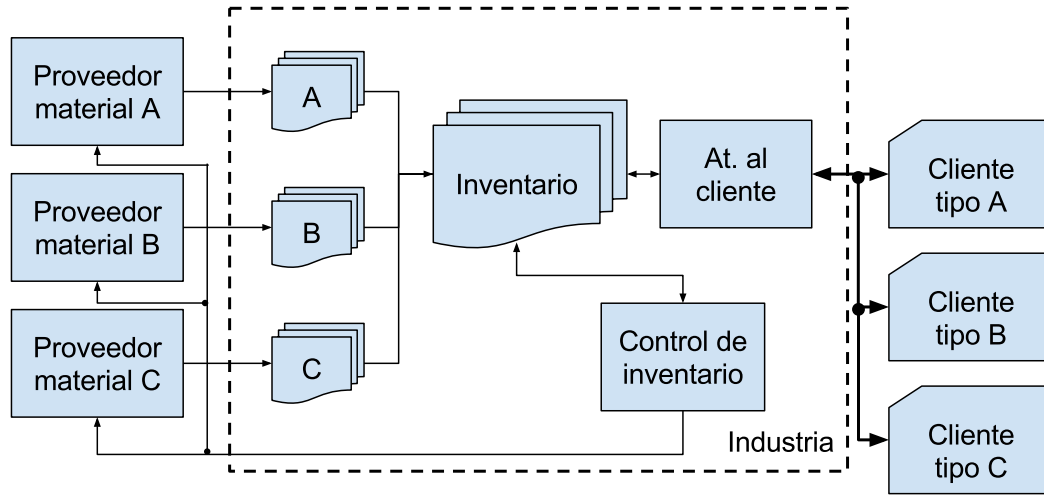 Proveedor
material A
A
Proveedor
material B
B
Proveedor
material C
C
Inventario
At. al
cliente
Control de
inventario
Industria
Cliente
tipo A
Cliente
tipo B
Cliente
tipo C